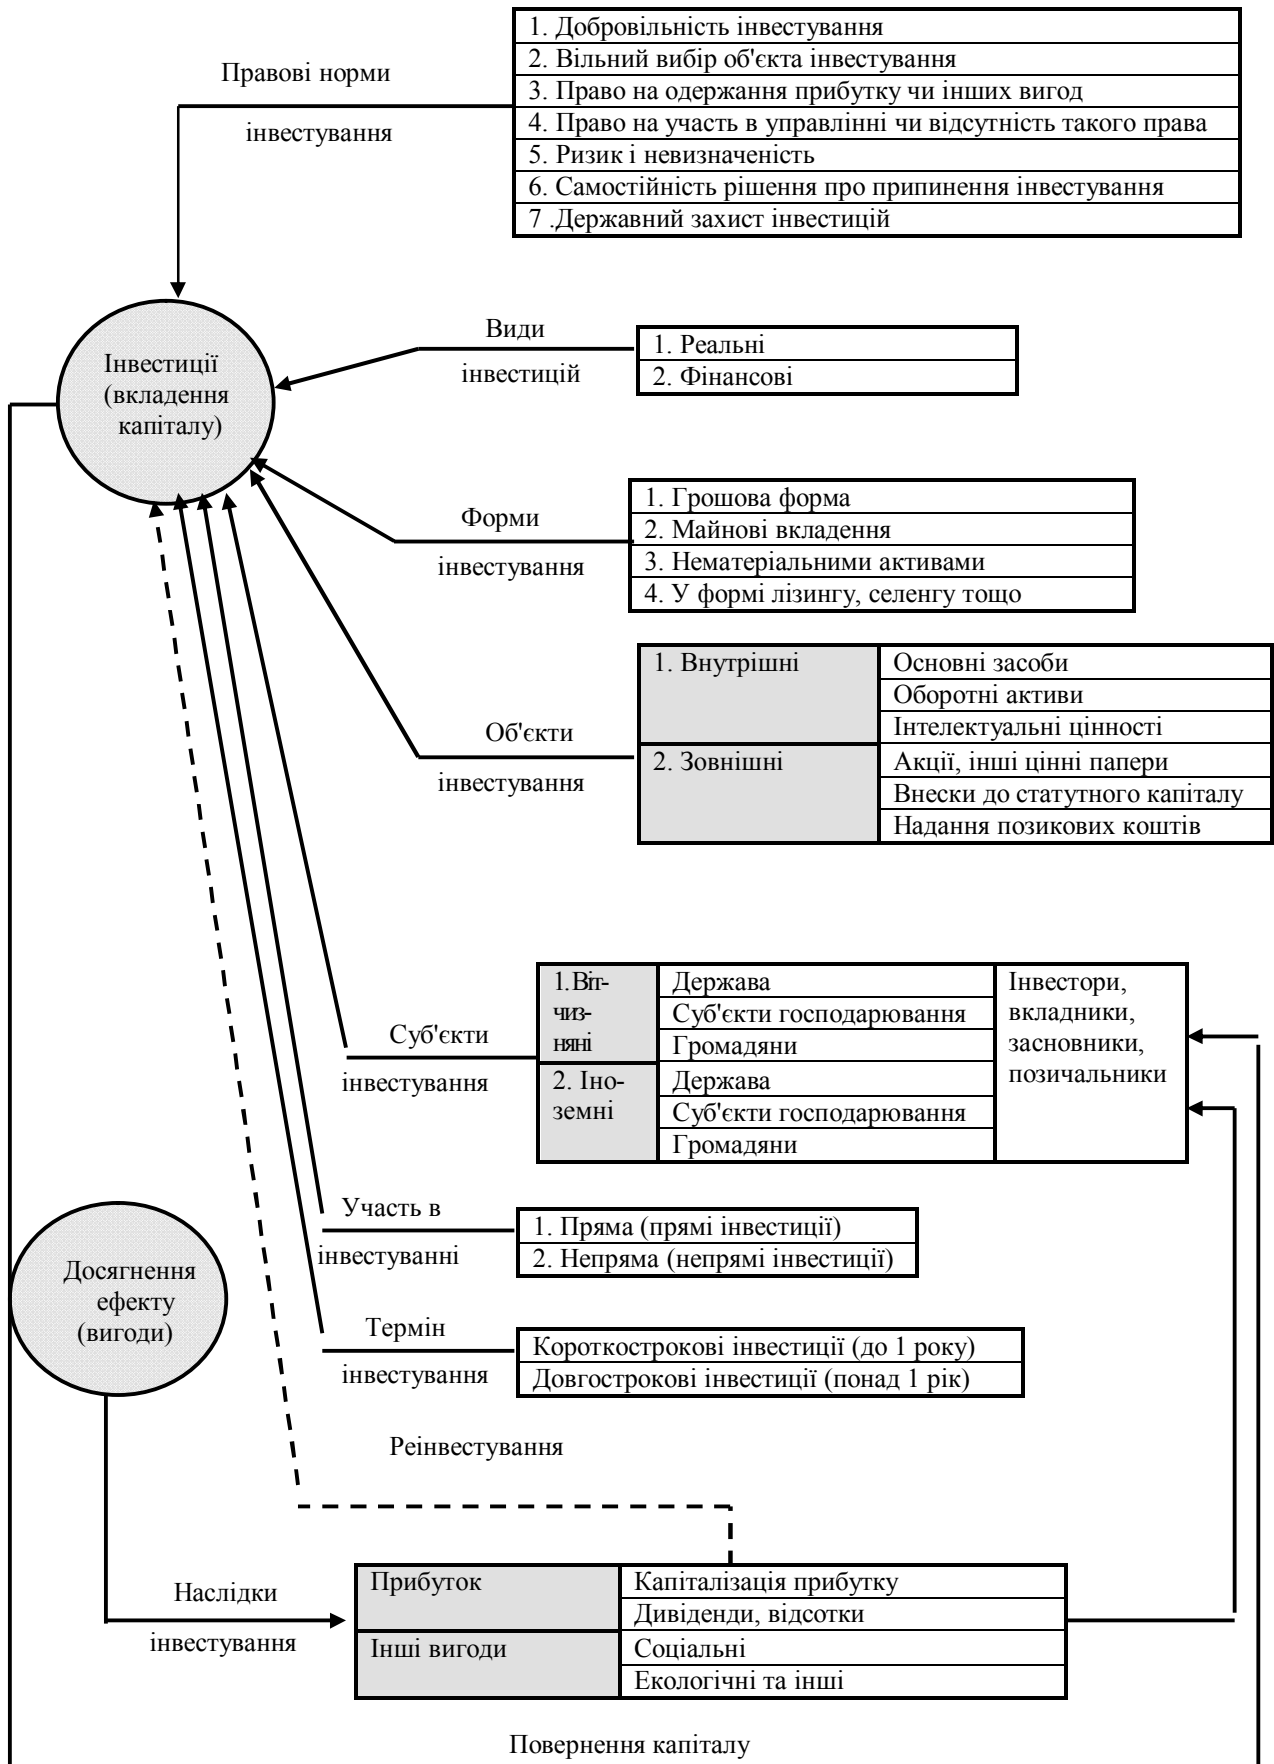 1. Добровільність інвестування
2. Вільний вибір об'єкта інвестування
3. Право на одержання прибутку чи інших вигод
4. Право на участь в управлінні чи відсутність такого права
5. Ризик і невизначеність
6. Самостійність рішення про припинення інвестування
7 .Державний захист інвестицій
Правові норми
інвестування
Інвестиції
(вкладення
капіталу)
Види
інвестицій
1. Реальні
2. Фінансові
Форми
інвестування
1. Грошова форма
2. Майнові вкладення
3. Нематеріальними активами
4. У формі лізингу, селенгу тощо
Об'єкти
інвестування
1. Внутрішні
Основні засоби
Оборотні активи
Інтелектуальні цінності
2. Зовнішні
Акції, інші цінні папери
Внески до статутного капіталу
Надання позикових коштів
Суб'єкти
інвестування
1.Віт-
чиз-
няні
Держава
Суб'єкти господарювання
Громадяни
2. Іно-
земні
Держава
Суб'єкти господарювання
Громадяни
Інвестори,
вкладники,
засновники,
позичальники
Участь в
інвестуванні
1. Пряма (прямі інвестиції)
2. Непряма (непрямі інвестиції)
Досягнення
ефекту
(вигоди)
Термін
інвестування
Короткострокові інвестиції (до 1 року)
Довгострокові інвестиції (понад 1 рік)
Реінвестування
Наслідки
інвестування
Прибуток
Капіталізація прибутку
Дивіденди, відсотки
Інші вигоди
Соціальні
Екологічні та інші
Повернення капіталу